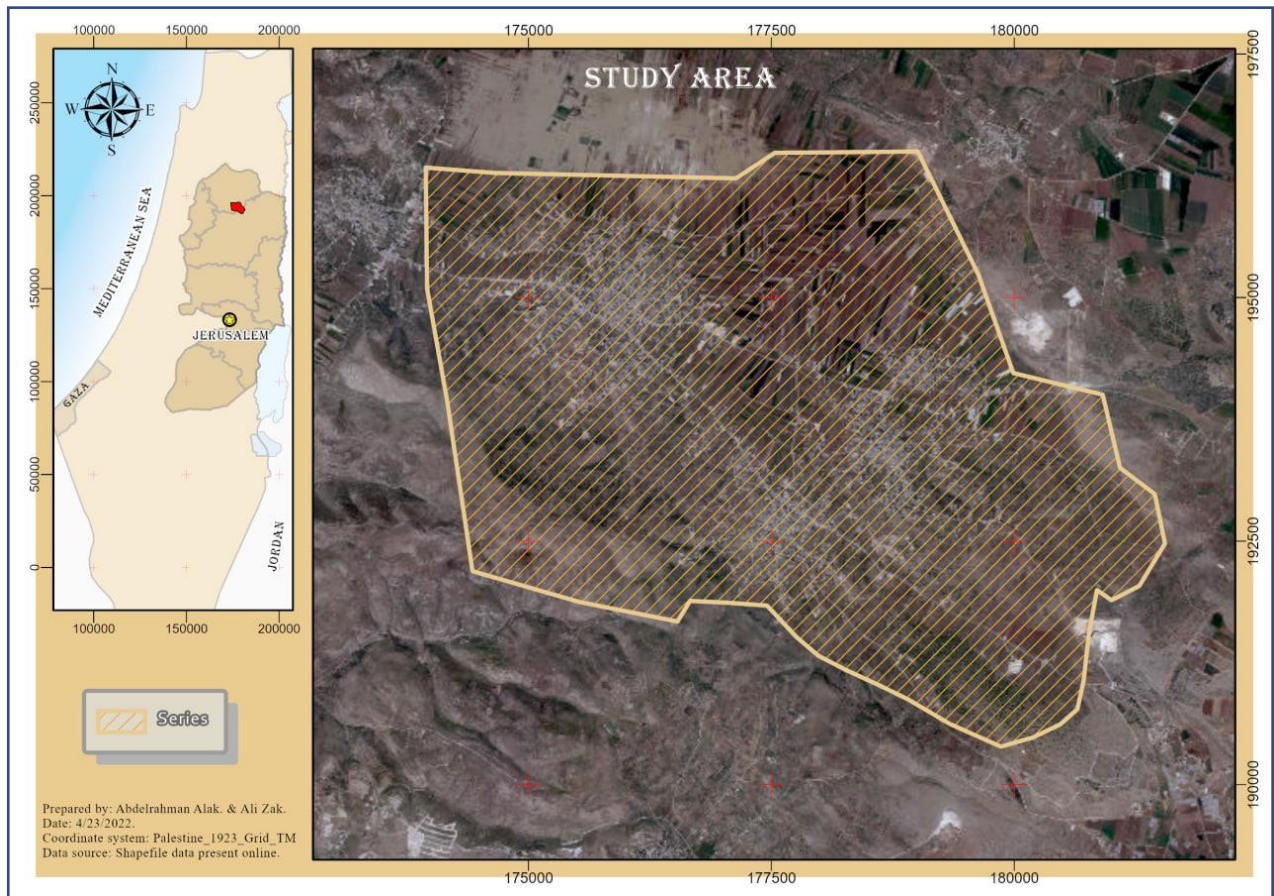 100000 150000 200000
250000
200000
150000
100000
50000
0
N
W E
S
MEDITERRANEAN SEA
JERUSALEM
GAZA
JORDAN
100000 150000 200000
Series
Prepared by: Abdelrahman Alak. & Ali Zak.
Date: 4/23/2022.
Coordinate system: Palestine_1923_Grid_TM
Data source: Shapefile data present online.
175000 177500 180000
STUDY AREA
197500
195000
192500
190000
175000 177500 180000